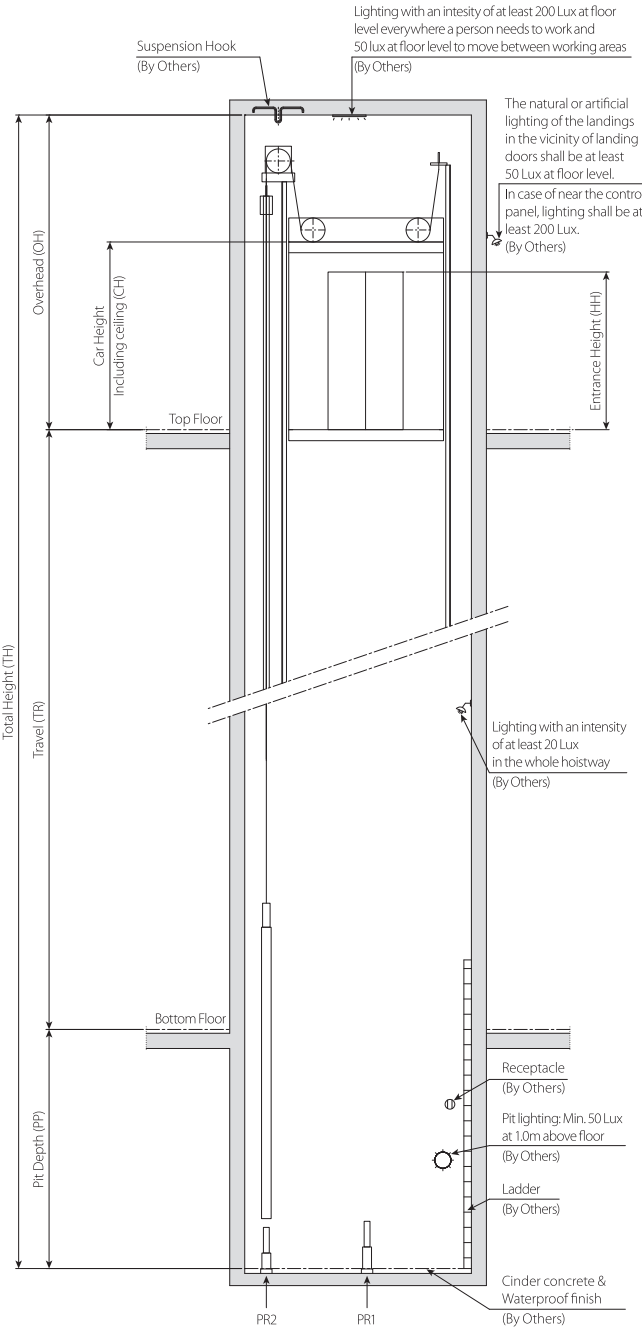 Lighting with an intesity of at least 200 Lux at floor
level everywhere a person needs to work and
50 lux at floor level to move between working areas
(By Others)
Suspension Hook
(By Others)
The natural or artificial
lighting of the landings
in the vicinity of landing
doors shall be at least
50 Lux at floor level.
In case of near the contro
panel, lighting shall be at
least 200 Lux.
(By Others)
Overhead (OH)
Car Height
Including ceiling (CH)
Entrance Height (HH)
Top Floor
Total Height (TH)
Travel (TR)
Lighting with an intensity
of at least 20 Lux
in the whole hoistway
(By Others)
Bottom Floor
Pit Depth (PP)
Receptacle
(By Others)
Pit lighting: Min. 50 Lux
at 1.0m above floor
(By Others)
Ladder
(By Others)
Cinder concrete &
Waterproof finish
(By Others)
PR2
PR1